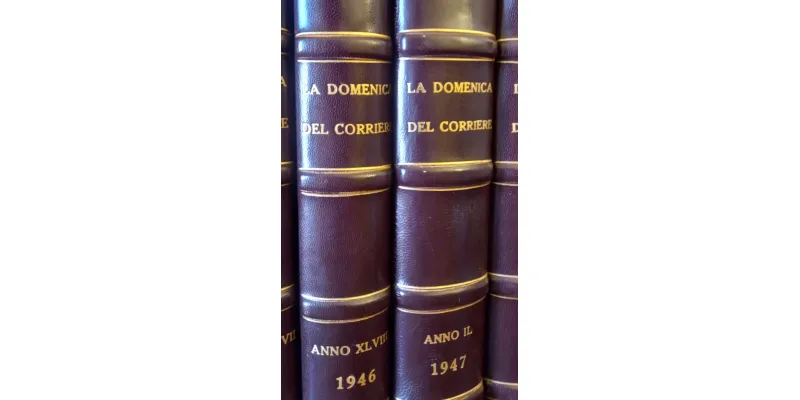 LA DOMENICA
DEL CORRIERE
ANNO XLVIII
1946
LA DOMENICA
DEL CORRIERE
ANNO IL
1947